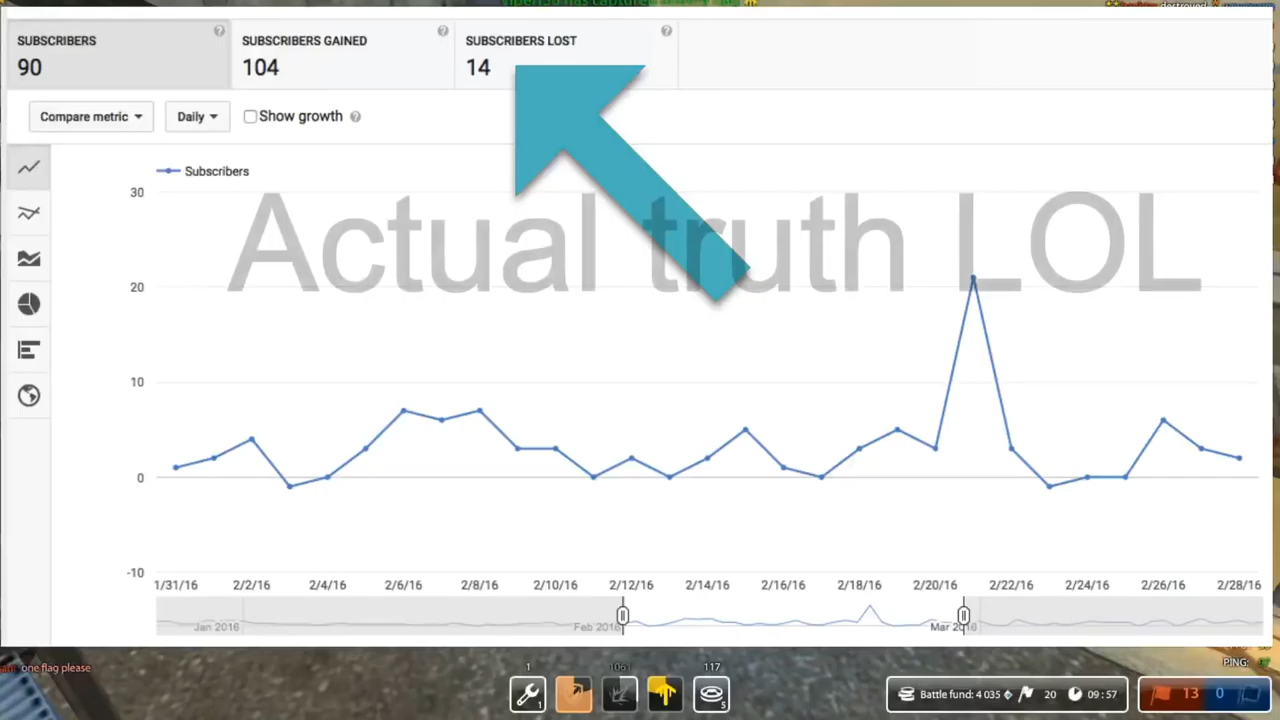 SUBSCRIBERS
90
SUBSCRIBERS GAINED
104
SUBSCRIBERS LOST
14
Compare metric
Daily
Show growth
Subscribers
Actual truth LOL
30
20
10
0
-10
1/31/16 2/2/16 2/4/16 2/6/16 2/8/16 2/10/16 2/12/16 2/14/16 2/16/16 2/18/16 2/20/16 2/22/16 2/24/16 2/26/16 2/28/16
Jan 2016 Feb 2016 Mar 2016
one flag please
PING:
1 1061 117
1 5
Battle fund: 4 035 20 09:57
13 0